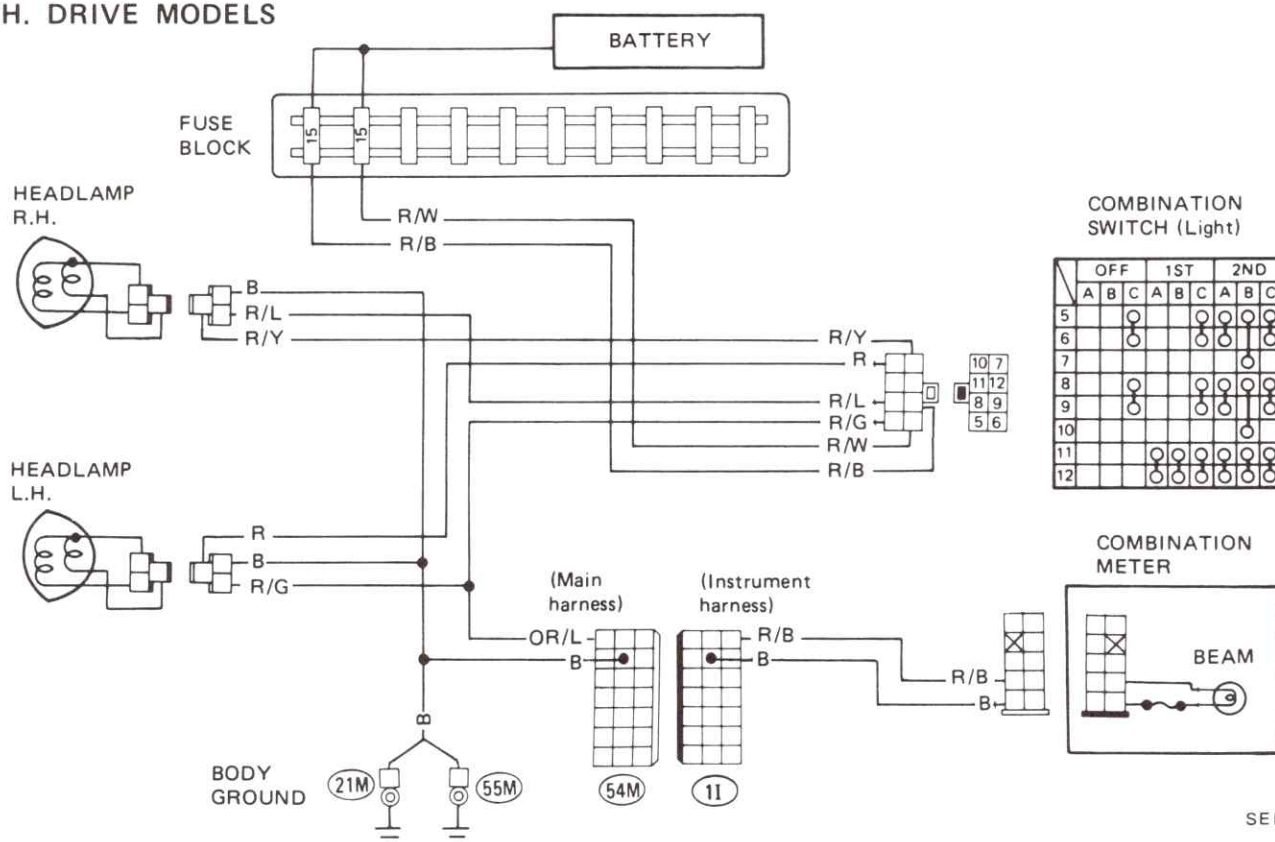 H. DRIVE MODELS
BATTERY
FUSE
BLOCK
15
15
HEADLAMP
R.H.
R/W
R/B
B
R/L
R/Y
R/Y
R
R/L
R/G
R/W
R/B
10 7
11 12
8 9
5 6
COMBINATION
SWITCH (Light)
OFF 1ST 2ND
A B C A B C A B C
5
6
7
8
9
10
11
12
HEADLAMP
L.H.
R
B
R/G
(Main
harness)
(Instrument
harness)
OR/L
B
R/B
B
R/B
B
COMBINATION
METER
BEAM
B
BODY
GROUND
21M
55M
54M
1I
SE